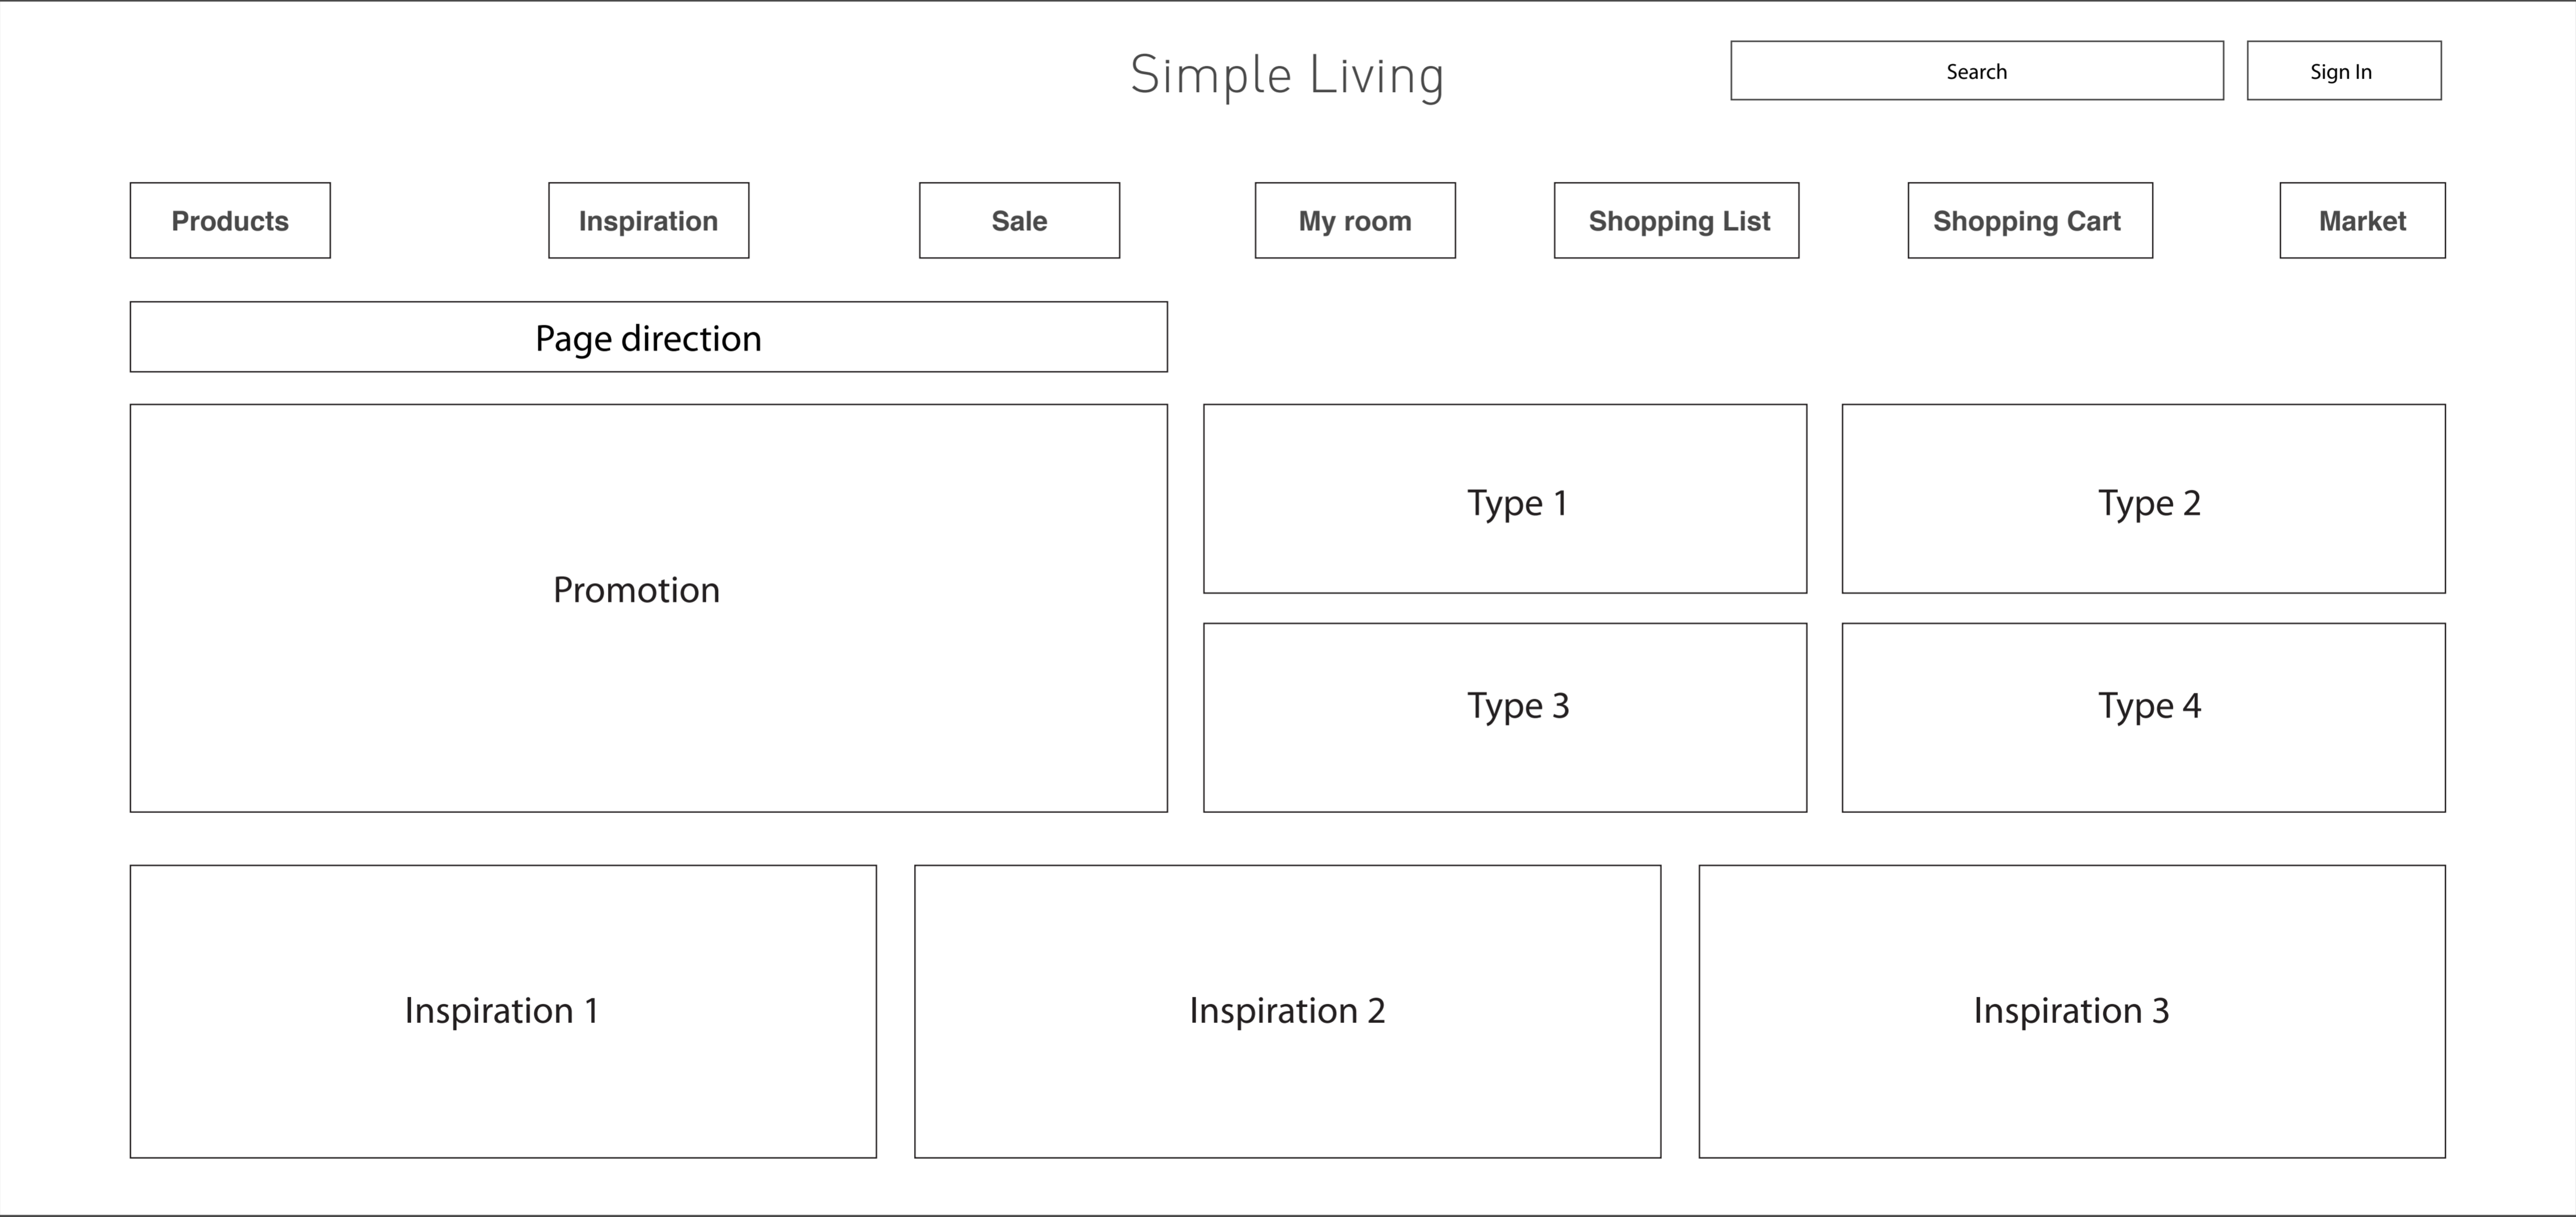 Simple Living
Search
Sign In
Products
Inspiration
Sale
My room
Shopping List
Shopping Cart
Market
Page direction
Promotion
Type 1
Type 2
Type 3
Type 4
Inspiration 1
Inspiration 2
Inspiration 3